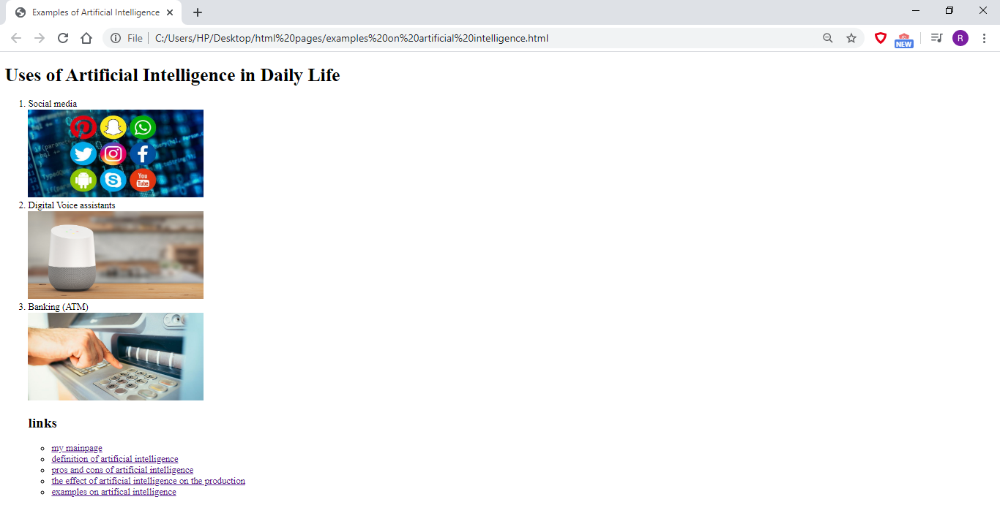 Examples of Artificial Intelligence
File C:/Users/HP/Desktop/html%20pages/examples%20on%20artificial%20intelligence.html
NEW
R
Uses of Artificial Intelligence in Daily Life
1. Social media
You
Tube
2. Digital Voice assistants
3. Banking (ATM)
links
my mainpage
definition of artificial intelligence
pros and cons of artificial intelligence
the effect of artificial intelligence on the production
examples on artifical intelligence